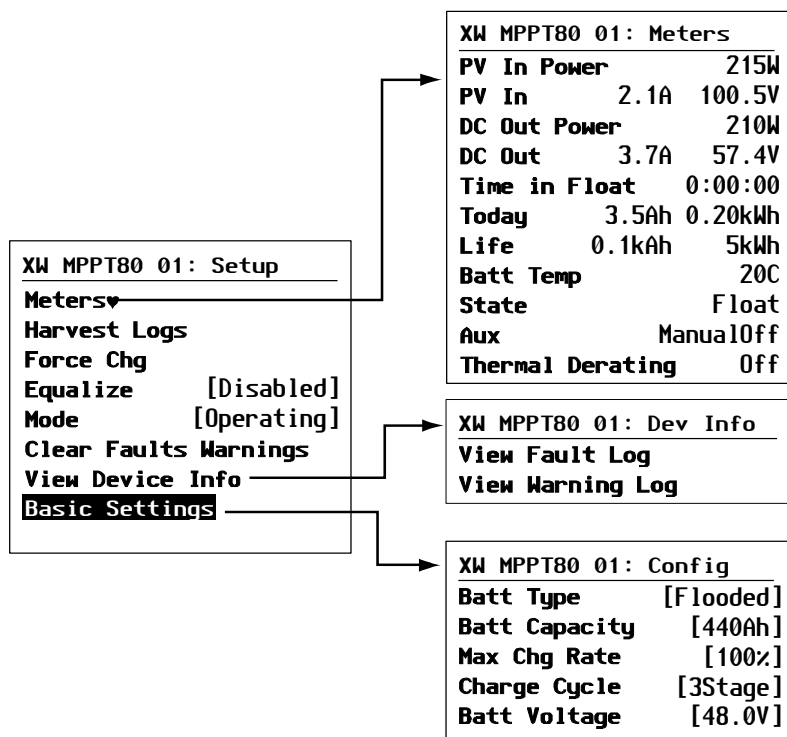 XW MPPT80 01: Setup
Meters♥
Harvest Logs
Force Chg
Equalize [Disabled]
Mode [Operating]
Clear Faults Warnings
View Device Info
Basic Settings
XW MPPT80 01: Meters
PV In Power 215W
PV In 2.1A 100.5V
DC Out Power 210W
DC Out 3.7A 57.4V
Time in Float 0:00:00
Today 3.5Ah 0.20kWh
Life 0.1kAh 5kWh
Batt Temp 20C
State Float
Aux ManualOff
Thermal Derating Off
XW MPPT80 01: Dev Info
View Fault Log
View Warning Log
XW MPPT80 01: Config
Batt Type [Flooded]
Batt Capacity [440Ah]
Max Chg Rate [100%]
Charge Cycle [3Stage]
Batt Voltage [48.0V]